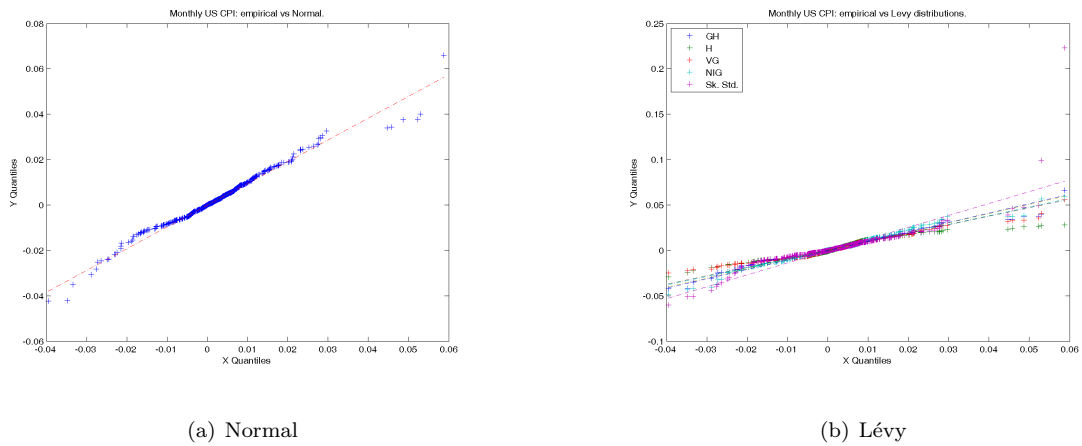 Monthly US CPI: empirical vs Normal.
0.08
0.06
0.04
0.02
0
-0.02
-0.04
-0.06
Y Quantiles
-0.04
-0.03
-0.02
-0.01
0
0.01
0.02
0.03
0.04
0.05
0.06
X Quantiles
(a) Normal
Monthly US CPI: empirical vs Levy distributions.
GH
H
VG
NIG
Sk. Std.
0.25
0.2
0.15
0.1
0.05
0
-0.05
-0.1
Y Quantiles
-0.04
-0.03
-0.02
-0.01
0
0.01
0.02
0.03
0.04
0.05
0.06
X Quantiles
(b) Lévy